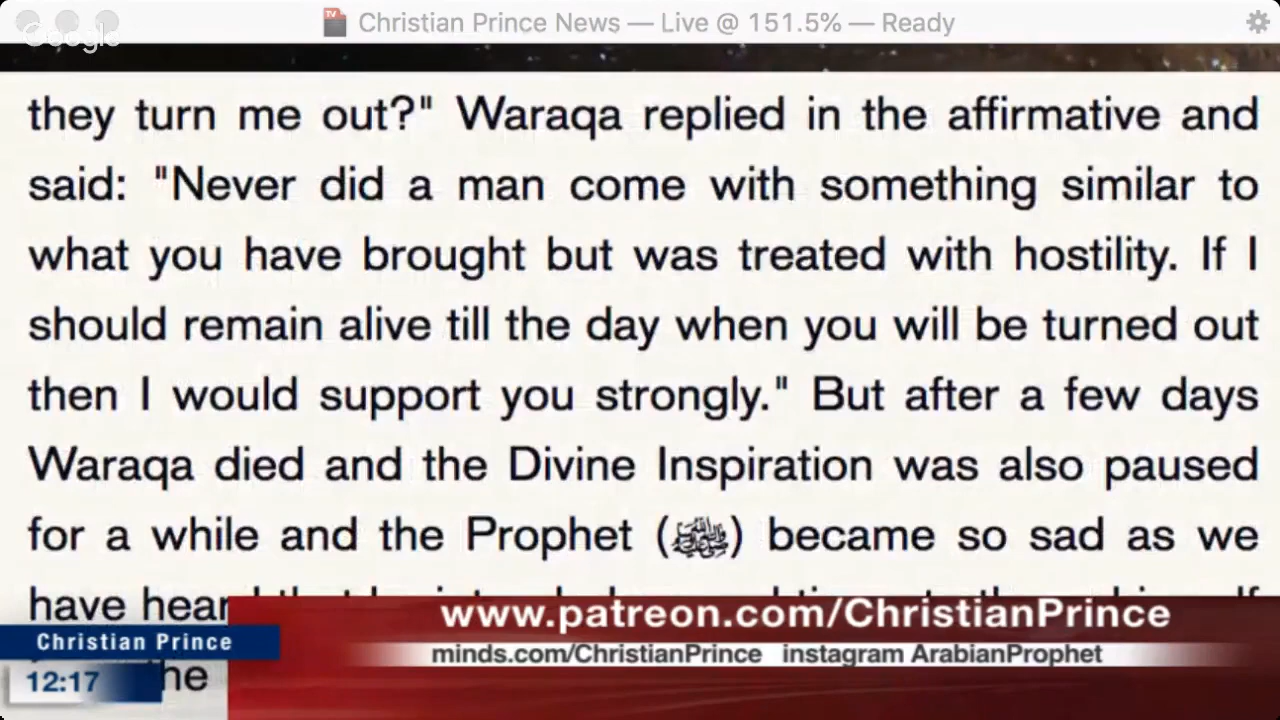 Christian Prince News — Live @ 151.5% — Ready
Google
they turn me out?" Waraqa replied in the affirmative and
said: "Never did a man come with something similar to
what you have brought but was treated with hostility. If I
should remain alive till the day when you will be turned out
then I would support you strongly." But after a few days
Waraqa died and the Divine Inspiration was also paused
for a while and the Prophet (ﷺ) became so sad as we
have
www.patreon.com/ChristianPrince
Christian Prince
minds.com/ChristianPrince instagram ArabianProphet
12:17